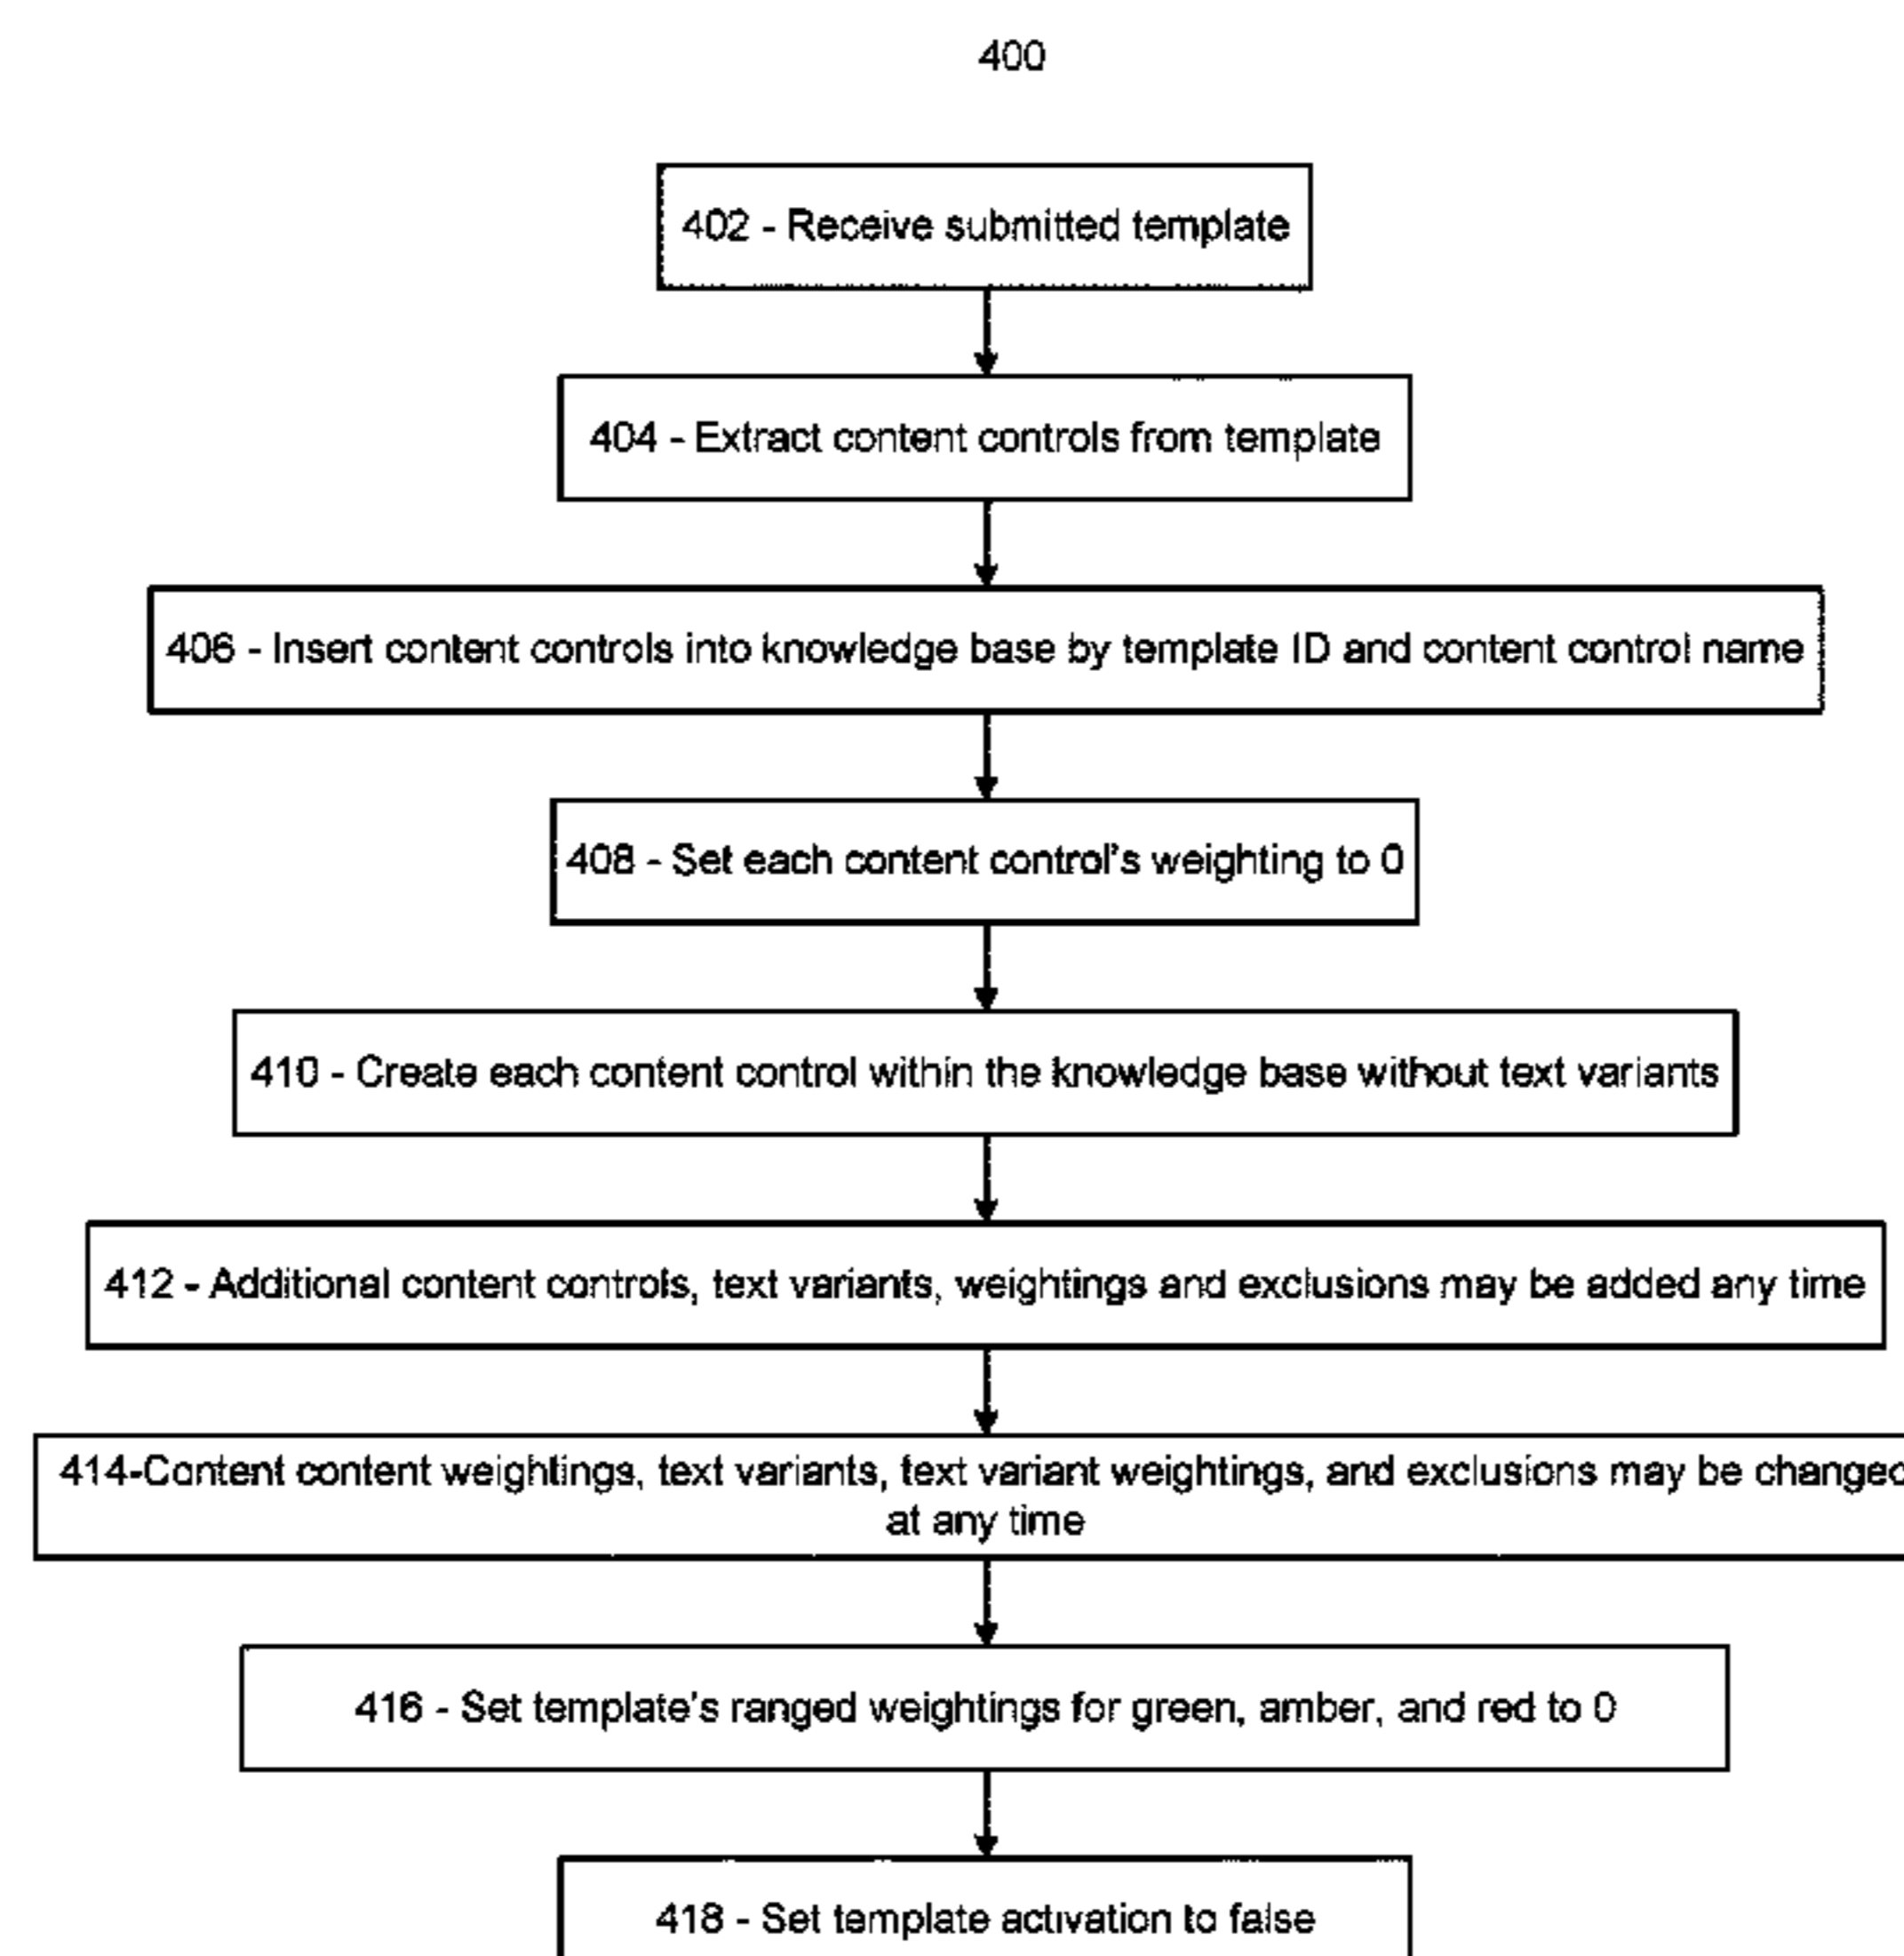 400
402 - Receive submitted template
404 - Extract content controls from template
406 - Insert content controls into knowledge base by template ID and content control name
408 - Set each content control's weighting to 0
410 - Create each content control within the knowledge base without text variants
412 - Additional content controls, text variants, weightings and exclusions may be added any time
414-Content content weightings, text variants, text variant weightings, and exclusions may be changed
at any time
416 - Set template's ranged weightings for green, amber, and red to 0
418 - Set template activation to false